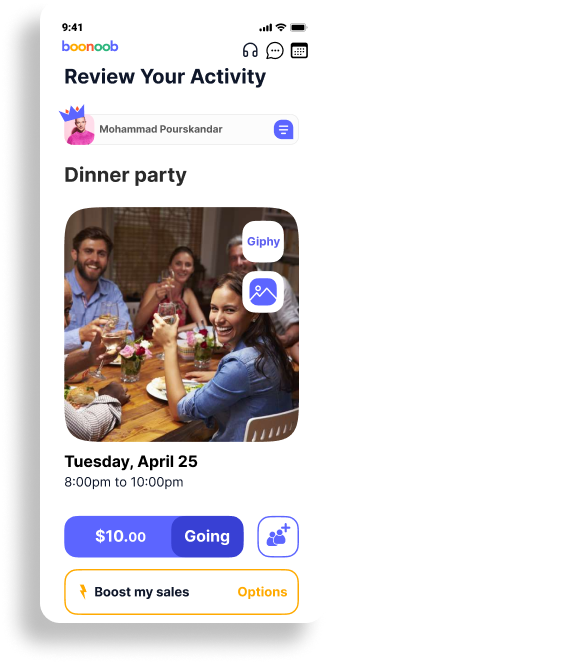 9:41
boonoob
Review Your Activity
Mohammad Pourskandar
Dinner party
Giphy
Tuesday, April 25
8:00pm to 10:00pm
$10.00 Going
Boost my sales Options